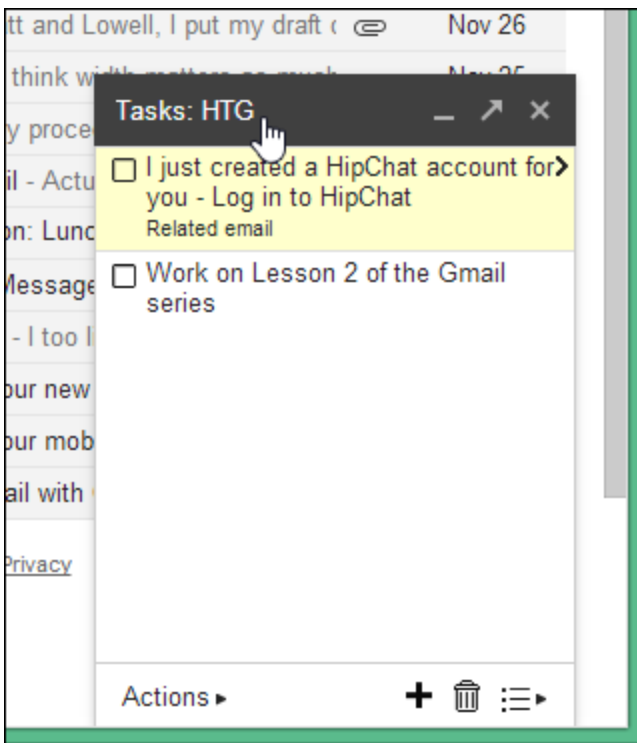 tt and Lowell, I put my draft Nov 26
think
Tasks: HTG
y proce
I just created a HipChat account for
il - Actu
you - Log in to HipChat
Related email
on: Lunc
Work on Lesson 2 of the Gmail
Message
series
- I too l
our new
our mob
ail with
Privacy
Actions